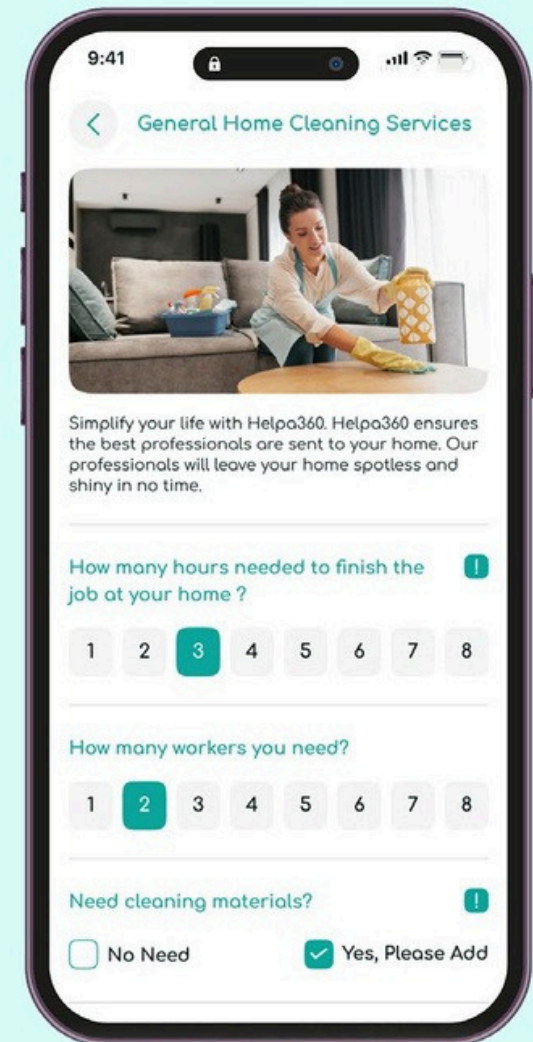 9:41
General Home Cleaning Services
Simplify your life with Helpa360. Helpa360 ensures
the best professionals are sent to your home. Our
professionals will leave your home spotless and
shiny in no time.
How many hours needed to finish the
!
job at your home ?
1 2 3 4 5 6 7 8
How many workers you need?
1 2 3 4 5 6 7 8
Need cleaning materials?
!
No Need
Yes, Please Add